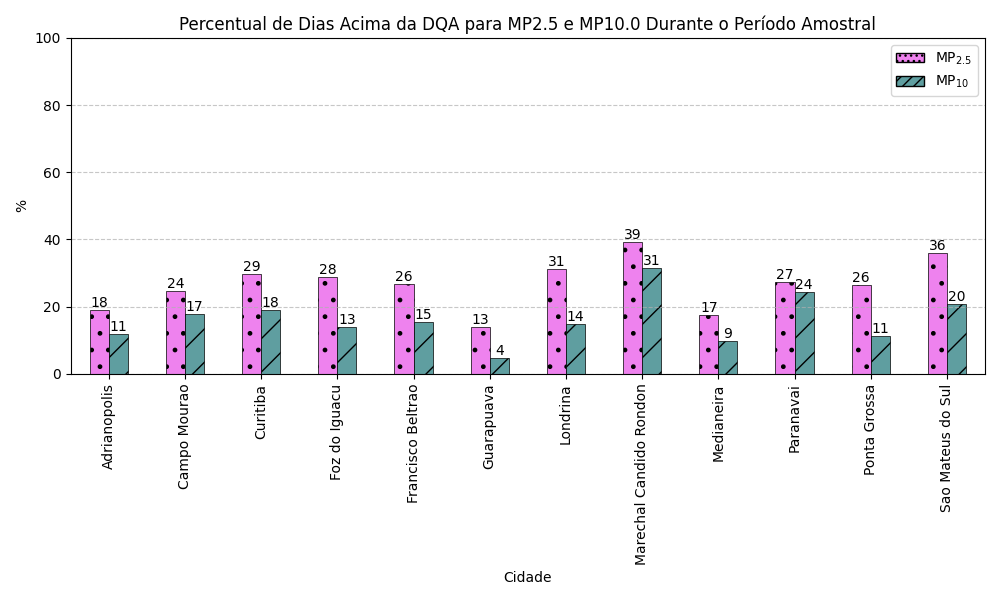 Percentual de Dias Acima da DQA para MP2.5 e MP10.0 Durante o Período Amostral
100
80
60
40
20
0
%
MP2.5
MP10
18 11 24 17 29 18 28 13 26 15 13 4 31 14 39 31 17 9 27 24 26 11 36 20
Adrianopolis
Campo Mourao
Curitiba
Foz do Iguacu
Francisco Beltrao
Guarapuava
Londrina
Marechal Candido Rondon
Medianeira
Paranavai
Ponta Grossa
Sao Mateus do Sul
Cidade